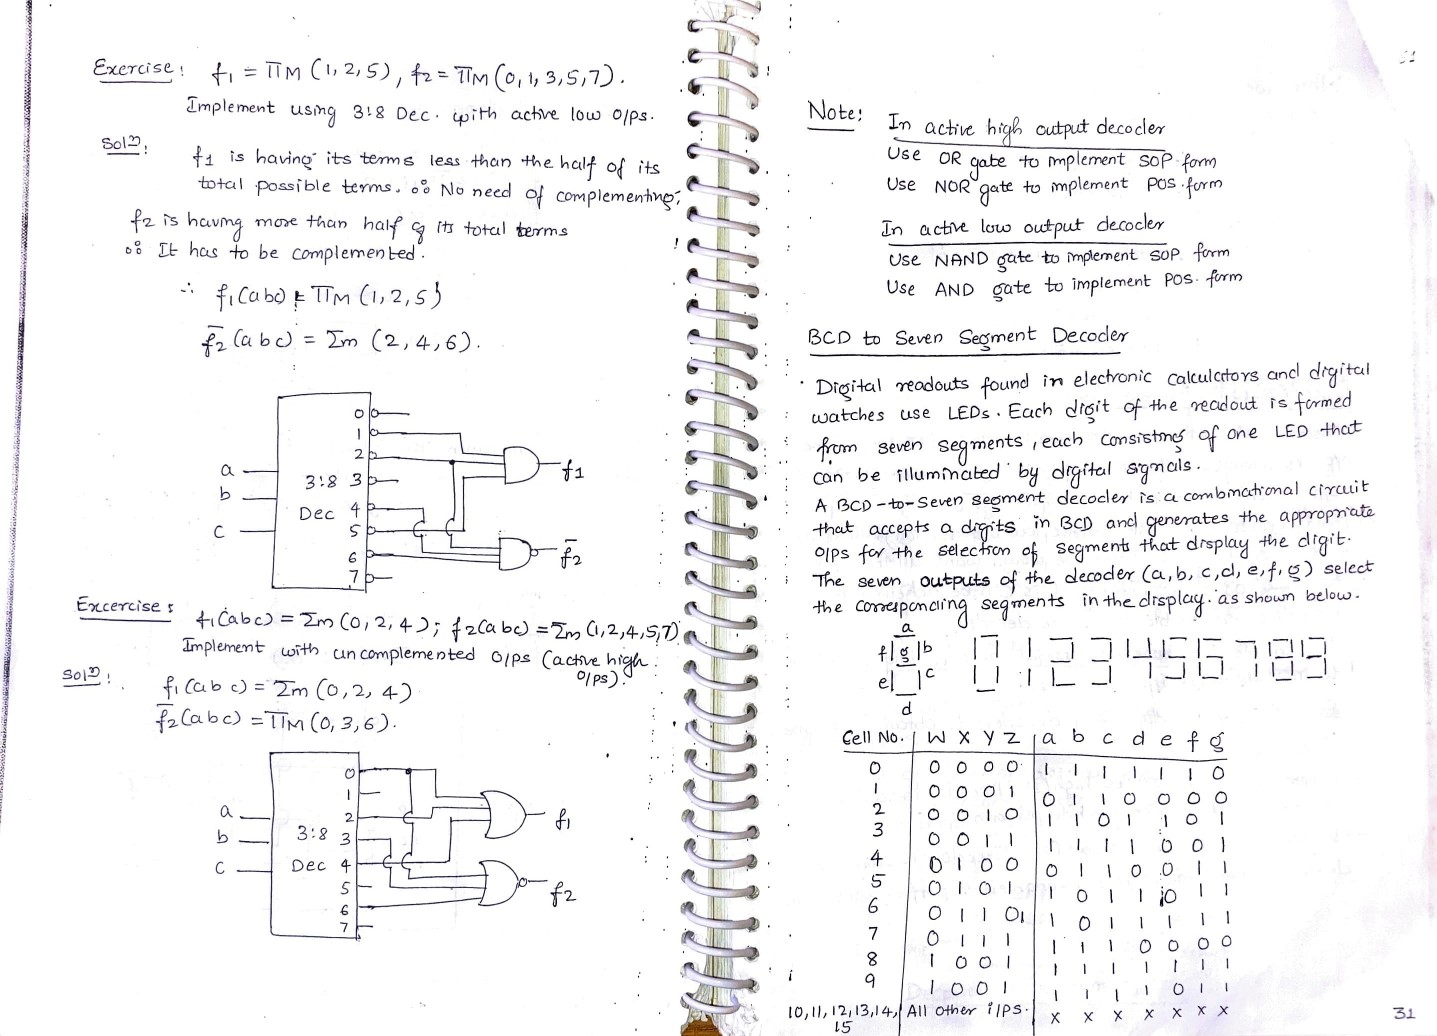 Exercise: f1 = ΠM (1, 2, 5), f2 = ΠM (0, 1, 3, 5, 7).
Implement using 3:8 Dec. with active low o/ps.
Solⁿ:
f1 is having its terms less than the half of its
total possible terms. ∴ No need of complementing;
f2 is having more than half of its total terms
∴ It has to be complemented.
∴ f1(abc) = ΠM (1, 2, 5)
f̅2(abc) = Σm (2, 4, 6).
a
b
c
3:8
Dec
0
1
2
3
4
5
6
7
f1
f̅2
Excercise: f1(abc) = Σm (0, 2, 4); f2(abc) = Σm (1, 2, 4, 5, 7)
Implement with uncomplemented o/ps (active high
o/ps).
Solⁿ:
f1(abc) = Σm (0, 2, 4)
f̅2(abc) = ΠM (0, 3, 6).
a
b
c
3:8
Dec
0
1
2
3
4
5
6
7
f1
f2
Note:
In active high output decoder
Use OR gate to implement SOP form
Use NOR gate to implement POS form
In active low output decoder
Use NAND gate to implement SOP form
Use AND gate to implement POS form
BCD to Seven Segment Decoder
Digital readouts found in electronic calculators and digital
watches use LEDs. Each digit of the readout is formed
from seven segments, each consisting of one LED that
can be illuminated by digital signals.
A BCD-to-Seven segment decoder is a combinational circuit
that accepts a digits in BCD and generates the appropriate
o/ps for the selection of segments that display the digit.
The seven outputs of the decoder (a, b, c, d, e, f, g) select
the corresponding segments in the display. as shown below.
a
f g b
e c
d
0 1 2 3 4 5 6 7 8 9
Cell No. W X Y Z a b c d e f g
0 0 0 0 0 1 1 1 1 1 1 0
1 0 0 0 1 0 1 1 0 0 0 0
2 0 0 1 0 1 1 0 1 1 0 1
3 0 0 1 1 1 1 1 1 0 0 1
4 0 1 0 0 0 1 1 0 0 1 1
5 0 1 0 1 1 0 1 1 0 1 1
6 0 1 1 0 1 0 1 1 1 1 1
7 0 1 1 1 1 1 1 0 0 0 0
8 1 0 0 1 1 1 1 1 1 1 1
9 1 0 0 1 1 1 1 1 0 1 1
10, 11, 12, 13, 14, All other i/ps. x x x x x x x
15
31